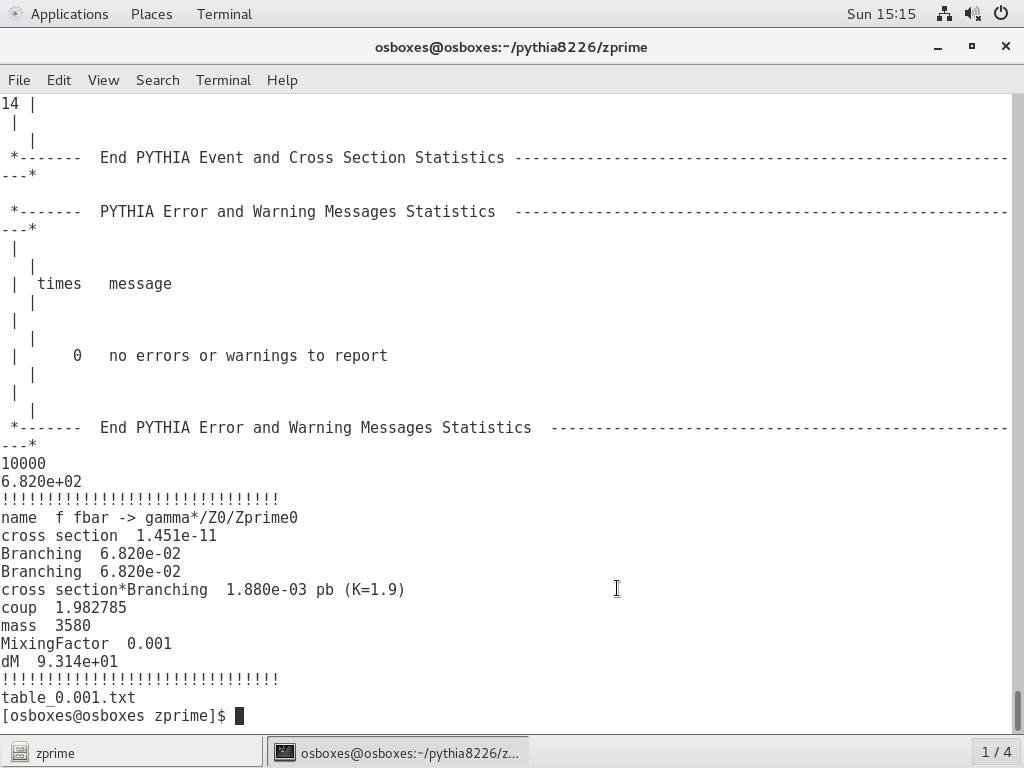 Applications Places Terminal Sun 15:15
osboxes@osboxes:~/pythia8226/zprime
File Edit View Search Terminal Help
14 |
 |
   |
 *-------  End PYTHIA Event and Cross Section Statistics -------------------------------------------------------
---*
 *-------  PYTHIA Error and Warning Messages Statistics  -------------------------------------------------------
---*
 |
   |
 |  times   message
   |
 |
   |
 |      0   no errors or warnings to report
   |
 |
   |
 *-------  End PYTHIA Error and Warning Messages Statistics  ---------------------------------------------------
---*
10000
6.820e+02
!!!!!!!!!!!!!!!!!!!!!!!!!!!!!!!
name  f fbar -> gamma*/Z0/Zprime0
cross section  1.451e-11
Branching  6.820e-02
Branching  6.820e-02
cross section*Branching  1.880e-03 pb (K=1.9)
coup  1.982785
mass  3580
MixingFactor  0.001
dM  9.314e+01
!!!!!!!!!!!!!!!!!!!!!!!!!!!!!!!
table_0.001.txt
[osboxes@osboxes zprime]$
zprime osboxes@osboxes:~/pythia8226/z... 1 / 4